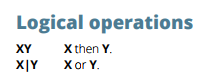 Logical operations
XY X then Y.
X|Y X or Y.